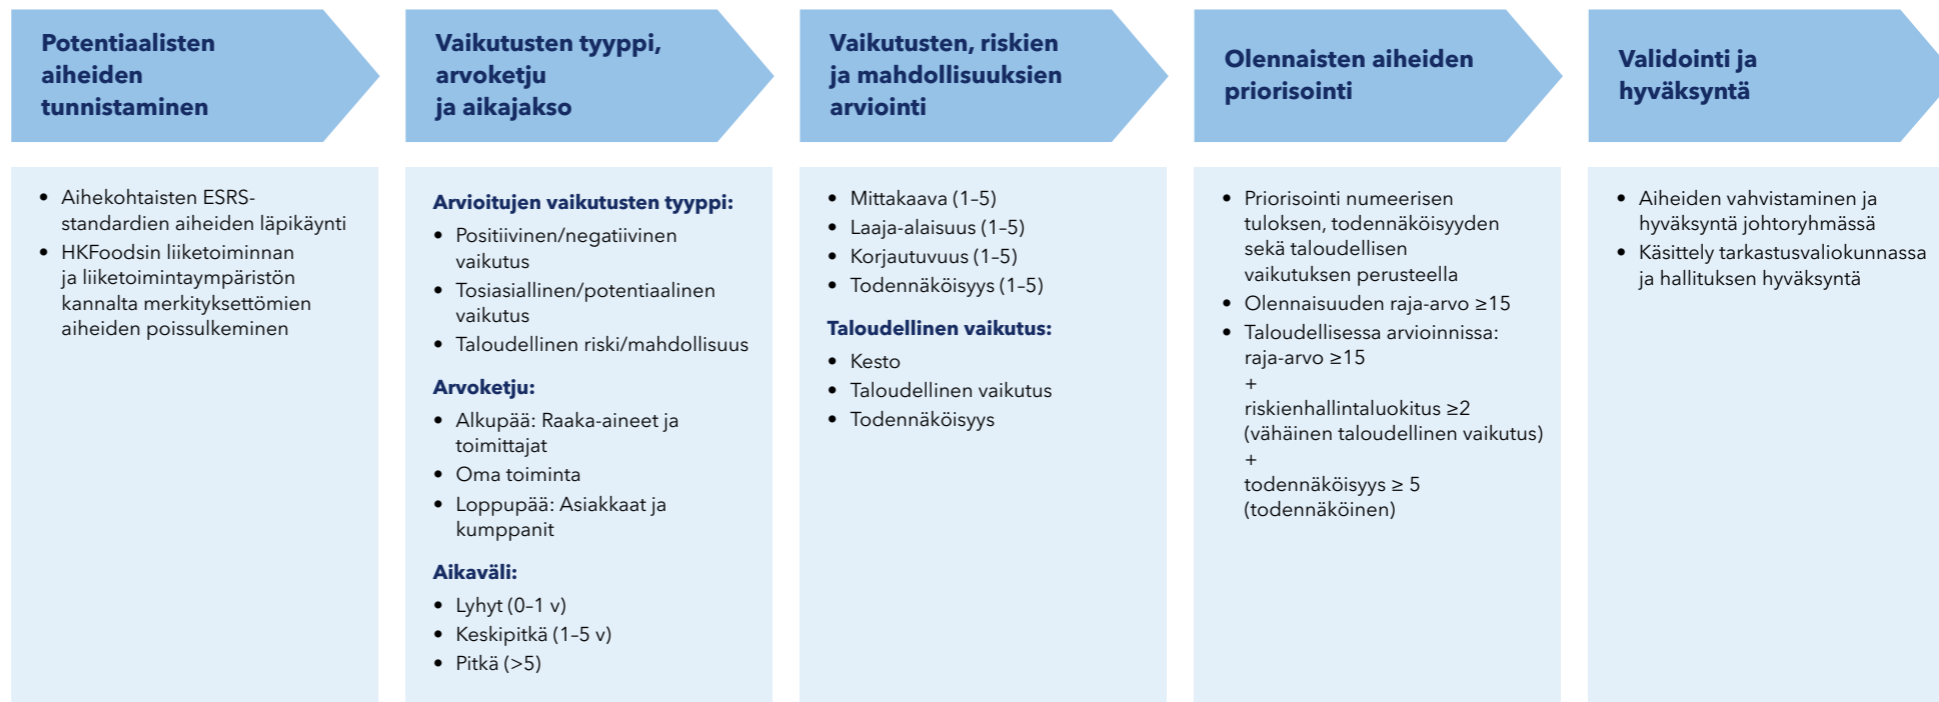 Potentiaalisten
aiheiden
tunnistaminen
• Aihekohtaisten ESRS-
standardien aiheiden läpikäynti
• HKFoodsin liiketoiminnan
ja liiketoimintaympäristön
kannalta merkityksettömien
aiheiden poissulkeminen
Vaikutusten tyyppi,
arvoketju
ja aikajakso
Arvioitujen vaikutusten tyyppi:
• Positiivinen/negatiivinen
vaikutus
• Tosiasiallinen/potentiaalinen
vaikutus
• Taloudellinen riski/mahdollisuus
Arvoketju:
• Alkupää: Raaka-aineet ja
toimittajat
• Oma toiminta
• Loppupää: Asiakkaat ja
kumppanit
Aikaväli:
• Lyhyt (0–1 v)
• Keskipitkä (1–5 v)
• Pitkä (>5)
Vaikutusten, riskien
ja mahdollisuuksien
arviointi
• Mittakaava (1–5)
• Laaja-alaisuus (1–5)
• Korjautuvuus (1–5)
• Todennäköisyys (1–5)
Taloudellinen vaikutus:
• Kesto
• Taloudellinen vaikutus
• Todennäköisyys
Olennaisten aiheiden
priorisointi
• Priorisointi numeerisen
tuloksen, todennäköisyyden
sekä taloudellisen
vaikutuksen perusteella
• Olennaisuuden raja-arvo ≥15
• Taloudellisessa arvioinnissa:
raja-arvo ≥15
+
riskienhallintaluokitus ≥2
(vähäinen taloudellinen vaikutus)
+
todennäköisyys ≥ 5
(todennäköinen)
Validointi ja
hyväksyntä
• Aiheiden vahvistaminen ja
hyväksyntä johtoryhmässä
• Käsittely tarkastusvaliokunnassa
ja hallituksen hyväksyntä